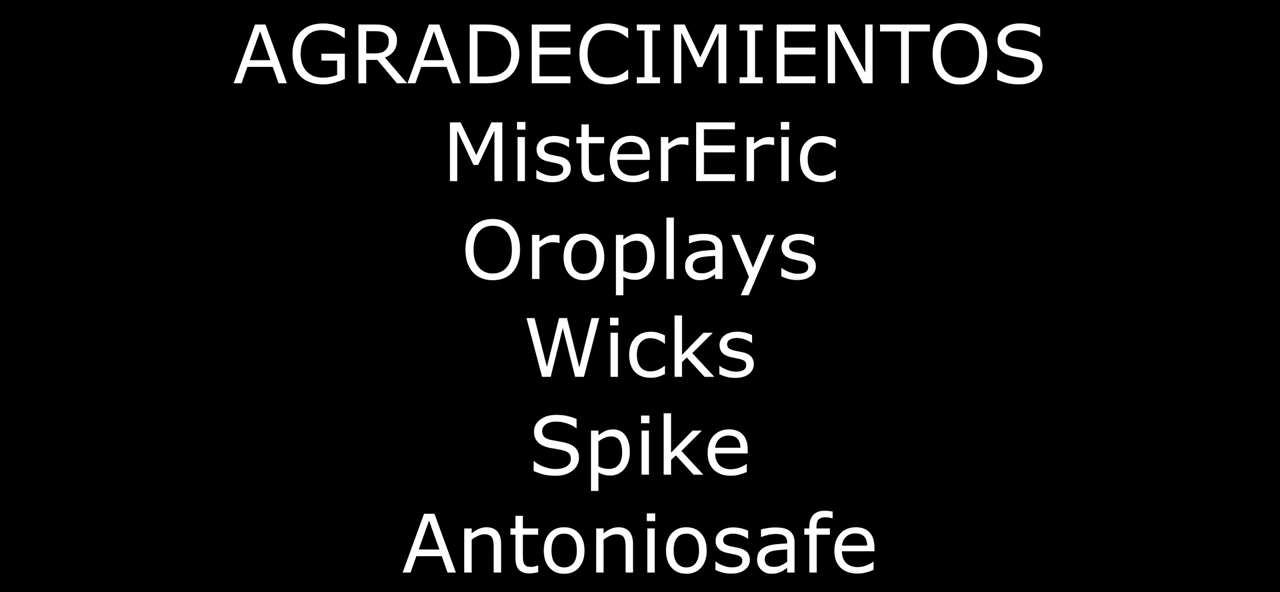 AGRADECIMIENTOS
MisterEric
Oroplays
Wicks
Spike
Antoniosafe